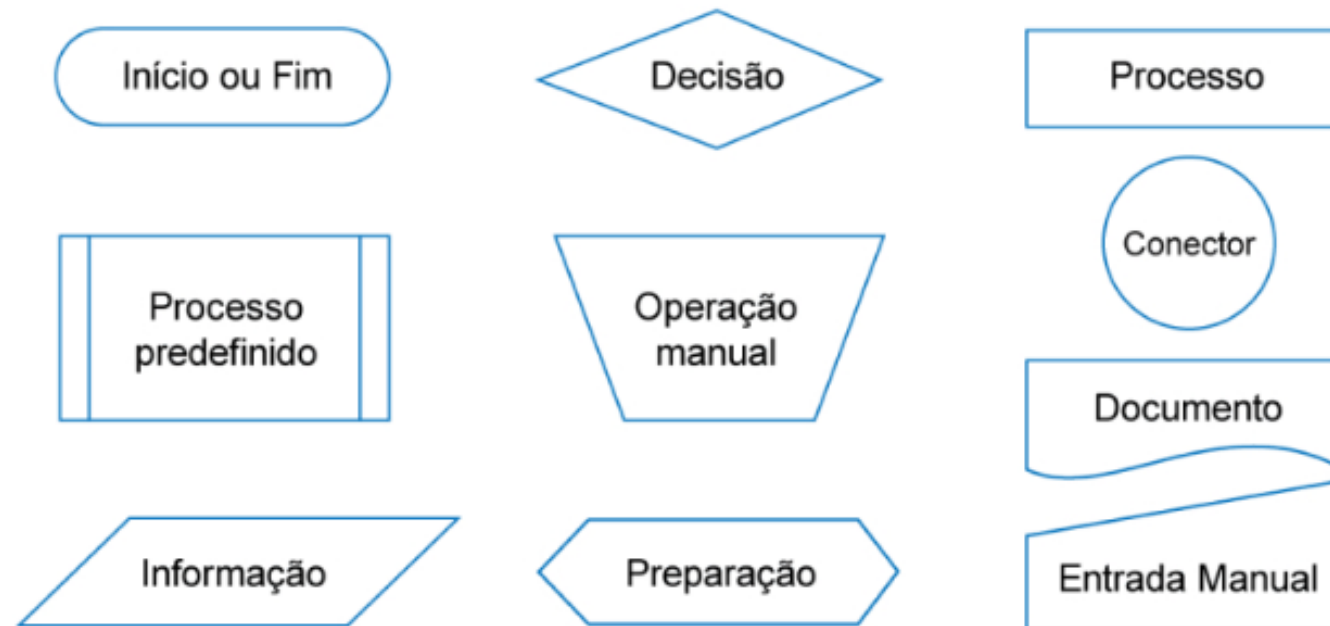 Início ou Fim
Decisão
Processo
Conector
Processo
predefinido
Operação
manual
Documento
Informação
Preparação
Entrada Manual